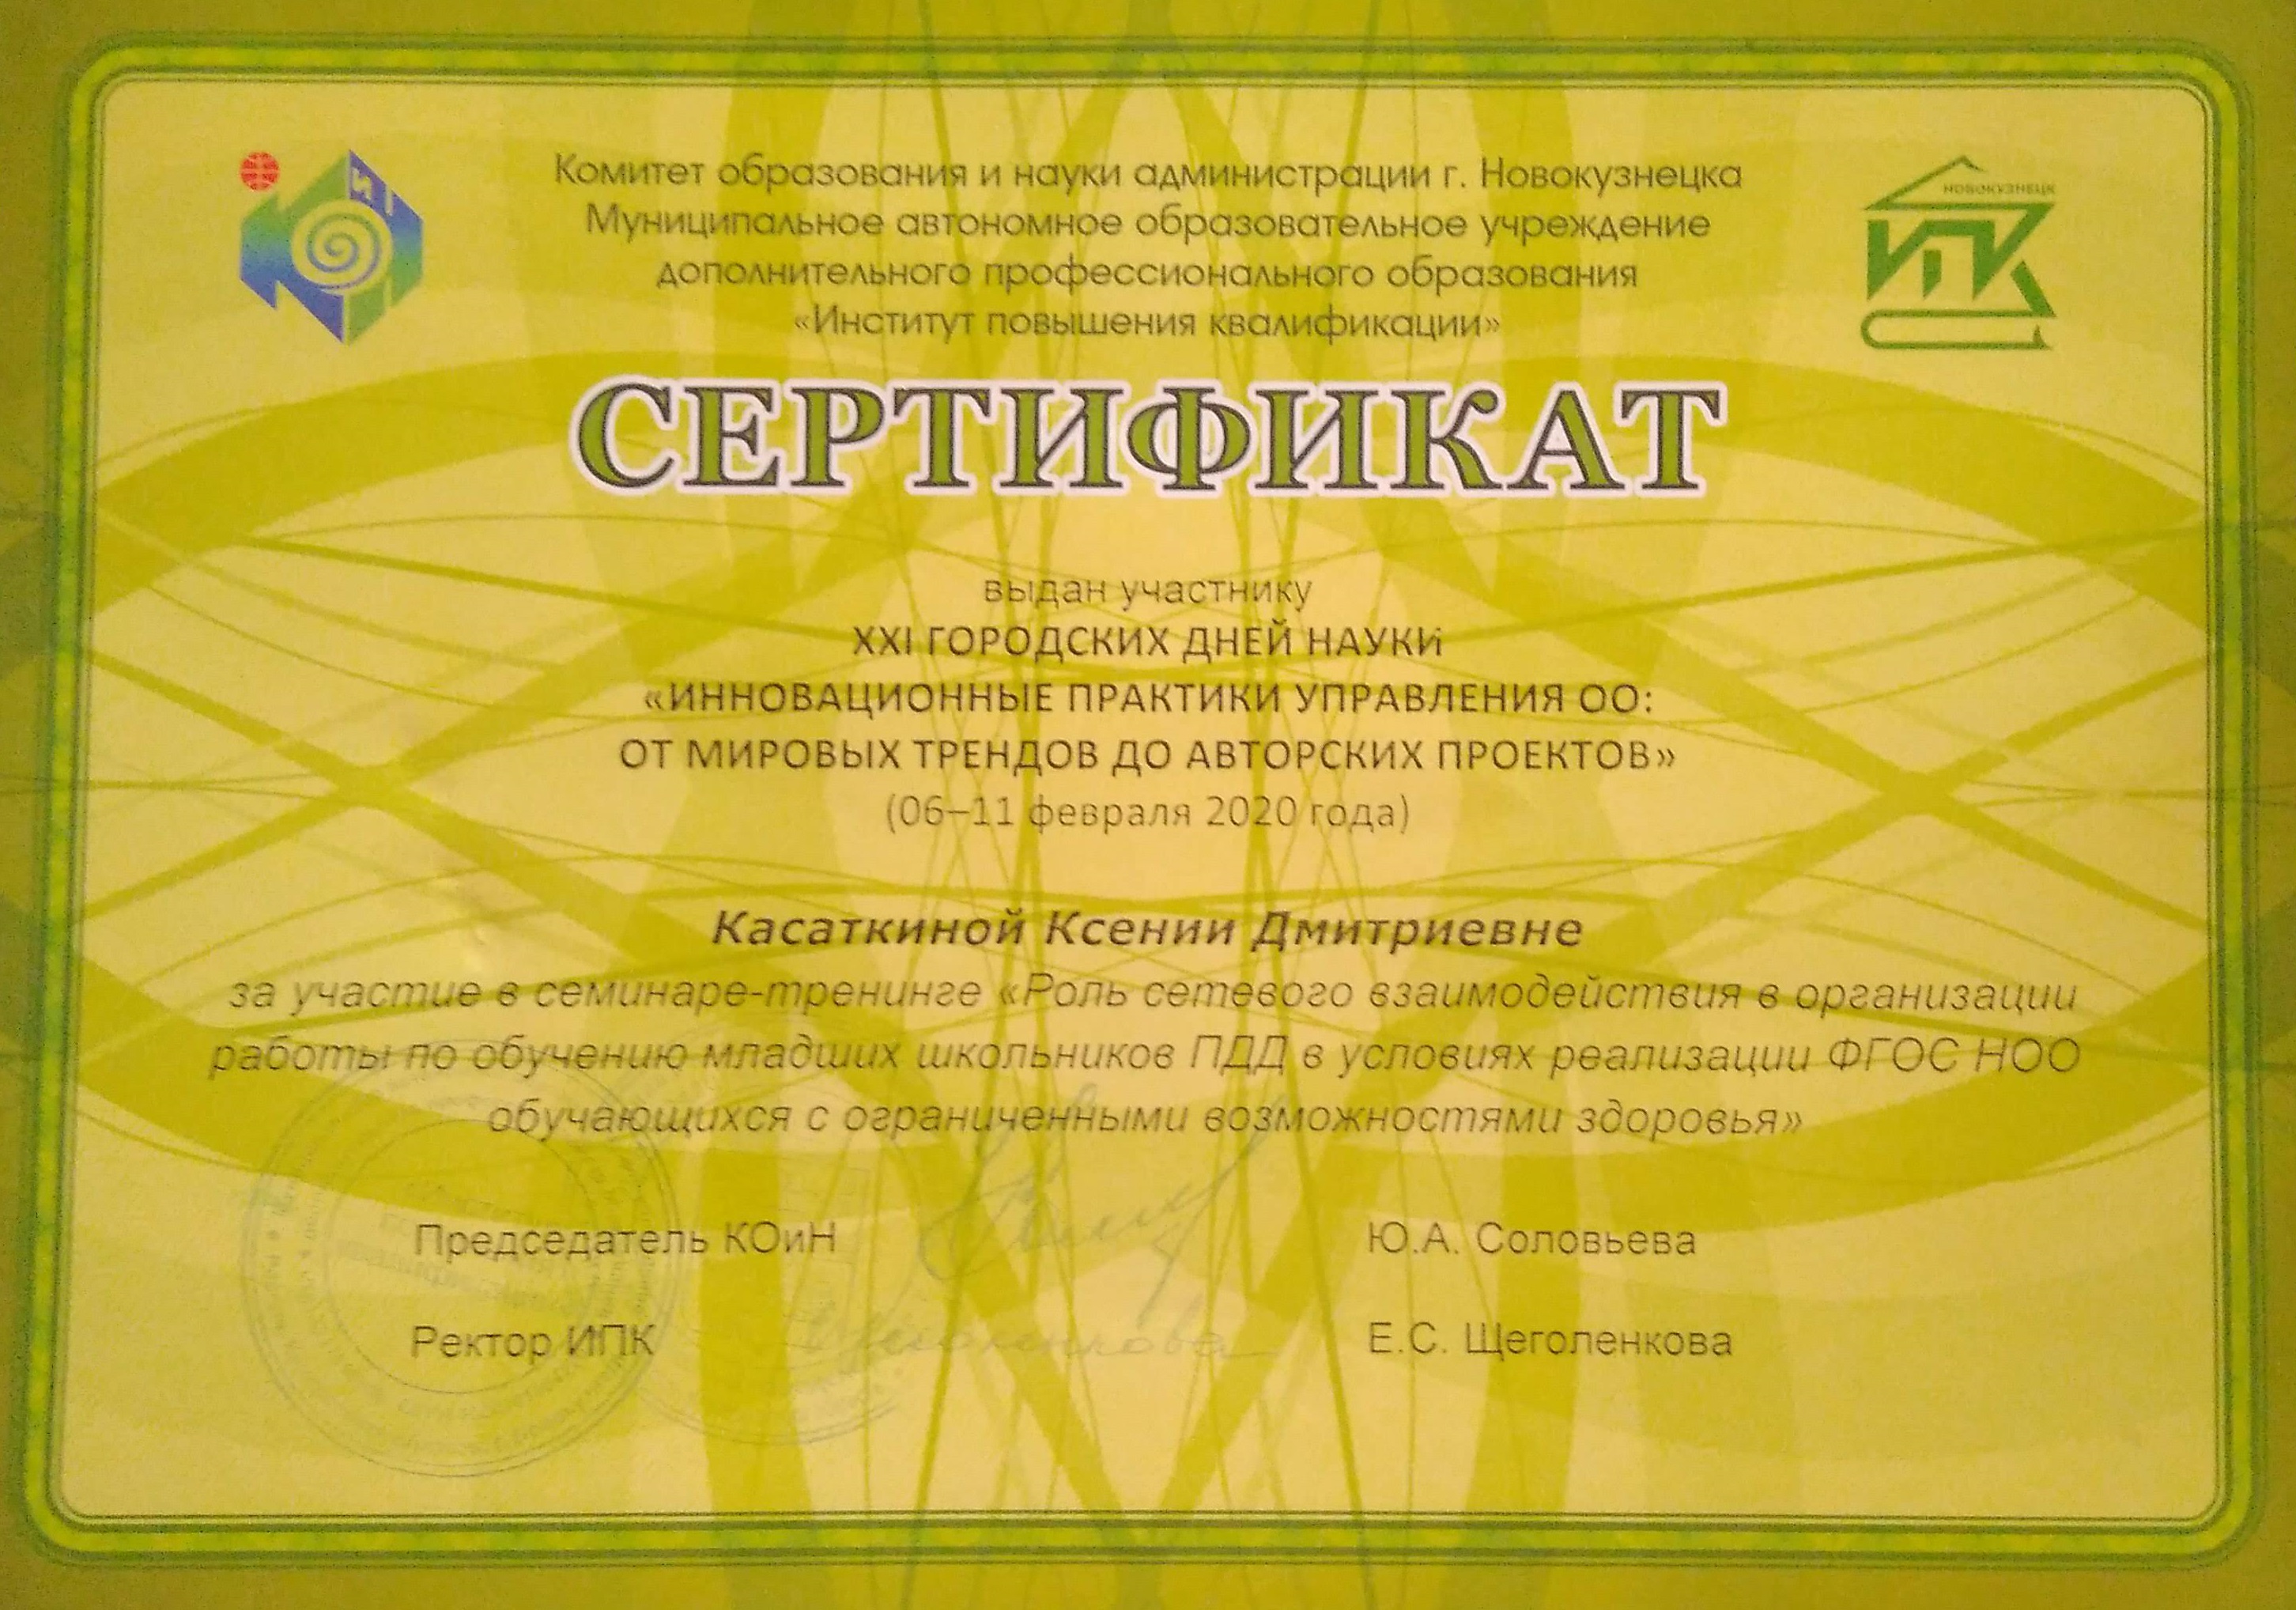 Комитет образования и науки администрации г. Новокузнецка
Муниципальное автономное образовательное учреждение
дополнительного профессионального образования
«Институт повышения квалификации»
НОВОКУЗНЕЦК
ИПК
СЕРТИФИКАТ
выдан участнику
XXI ГОРОДСКИХ ДНЕЙ НАУКИ
«ИННОВАЦИОННЫЕ ПРАКТИКИ УПРАВЛЕНИЯ ОО:
ОТ МИРОВЫХ ТРЕНДОВ ДО АВТОРСКИХ ПРОЕКТОВ»
(06–11 февраля 2020 года)
Касаткиной Ксении Дмитриевне
за участие в семинаре-тренинге «Роль сетевого взаимодействия в организации
работы по обучению младших школьников ПДД в условиях реализации ФГОС НОО
обучающихся с ограниченными возможностями здоровья»
Председатель КОиН Ю.А. Соловьева
Ректор ИПК Е.С. Щеголенкова